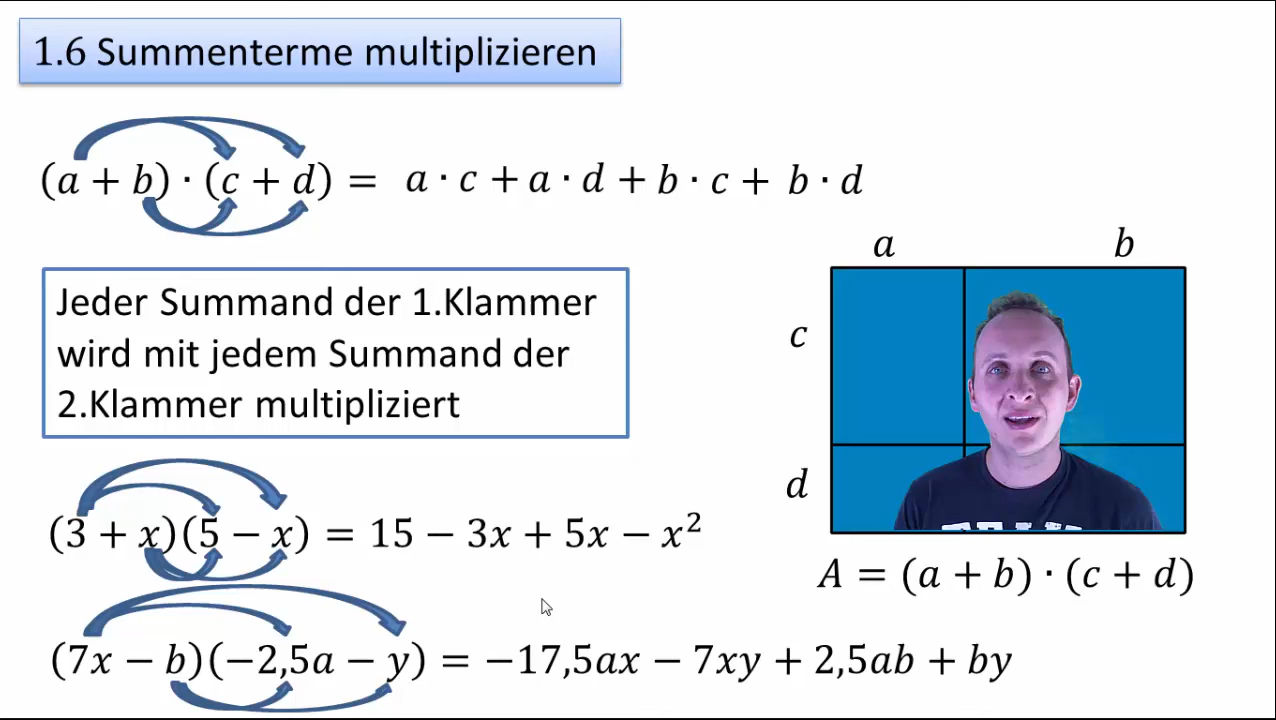 1.6 Summenterme multiplizieren
(a + b) · (c + d) = a · c + a · d + b · c + b · d
Jeder Summand der 1.Klammer
wird mit jedem Summand der
2.Klammer multipliziert
a b
c
d
A = (a + b) · (c + d)
(3 + x)(5 − x) = 15 − 3x + 5x − x²
(7x − b)(−2,5a − y) = −17,5ax − 7xy + 2,5ab + by